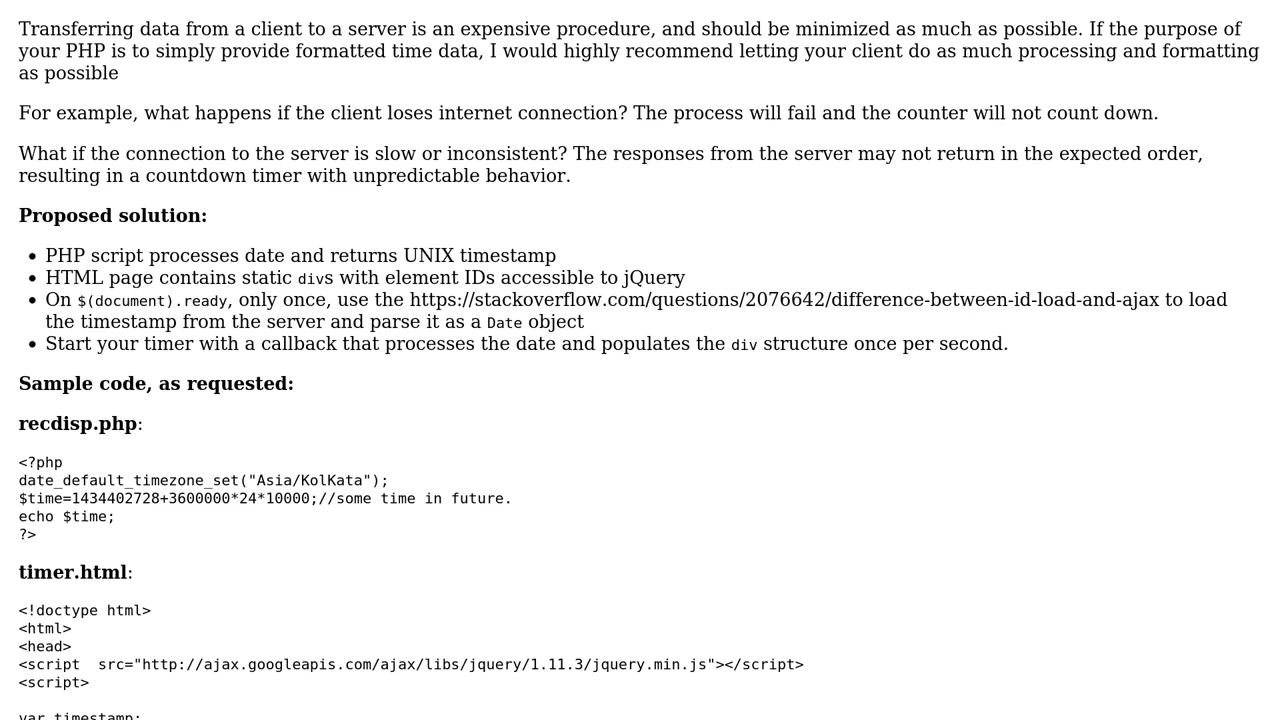 Transferring data from a client to a server is an expensive procedure, and should be minimized as much as possible. If the purpose of
your PHP is to simply provide formatted time data, I would highly recommend letting your client do as much processing and formatting
as possible
For example, what happens if the client loses internet connection? The process will fail and the counter will not count down.
What if the connection to the server is slow or inconsistent? The responses from the server may not return in the expected order,
resulting in a countdown timer with unpredictable behavior.
Proposed solution:
• PHP script processes date and returns UNIX timestamp
• HTML page contains static divs with element IDs accessible to jQuery
• On $(document).ready, only once, use the https://stackoverflow.com/questions/2076642/difference-between-id-load-and-ajax to load
the timestamp from the server and parse it as a Date object
• Start your timer with a callback that processes the date and populates the div structure once per second.
Sample code, as requested:
recdisp.php:
<?php
date_default_timezone_set("Asia/KolKata");
$time=1434402728+3600000*24*10000;//some time in future.
echo $time;
?>
timer.html:
<!doctype html>
<html>
<head>
<script  src="http://ajax.googleapis.com/ajax/libs/jquery/1.11.3/jquery.min.js"></script>
<script>
var timestamp;